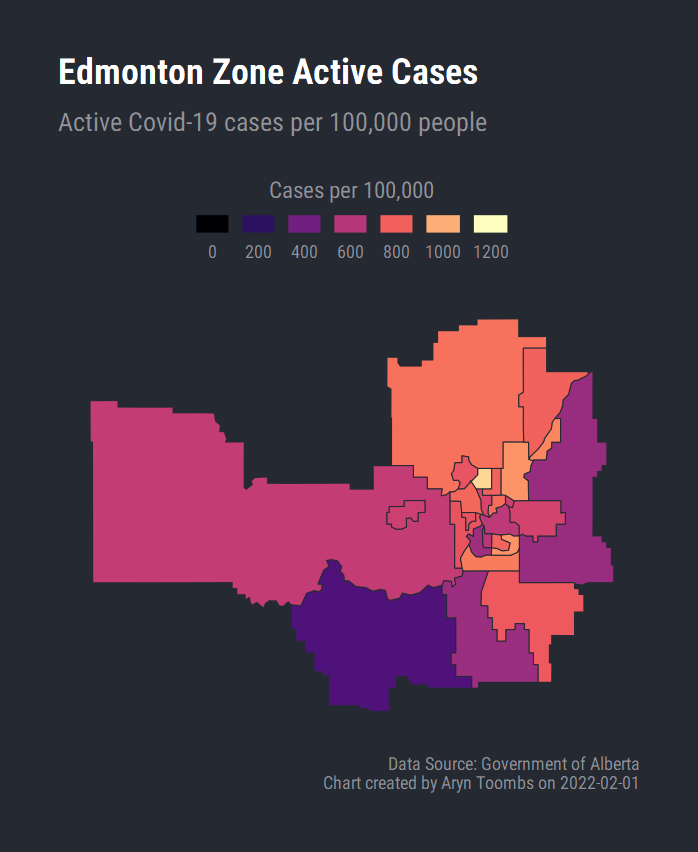 Edmonton Zone Active Cases
Active Covid-19 cases per 100,000 people
Cases per 100,000
0 200 400 600 800 1000 1200
Data Source: Government of Alberta
Chart created by Aryn Toombs on 2022-02-01